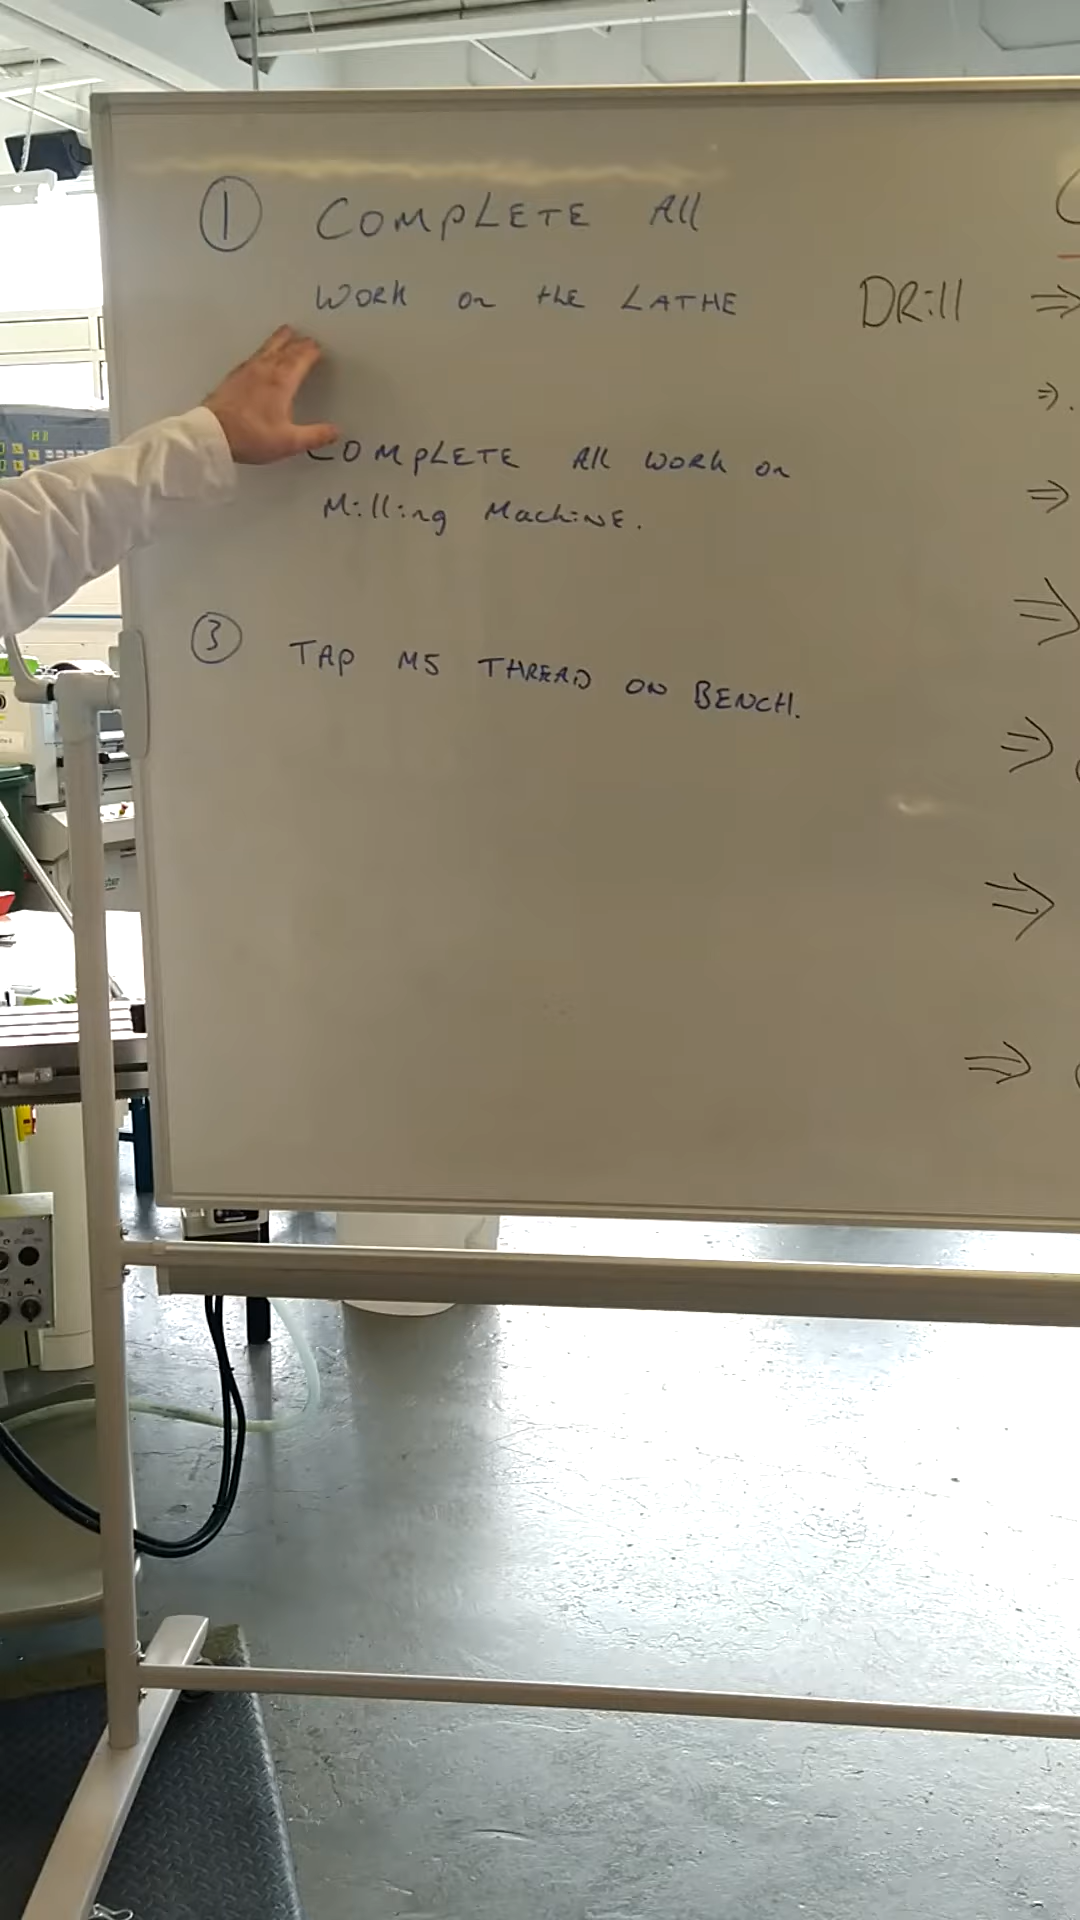 ① COMPLETE All
WORK on the LATHE
COMPLETE All WORK on
Milling MachiNE.
③ TAP M5 THREAD ON BENCH.
DRill ⇒
⇒.
⇒
⇒
⇒
⇒
⇒